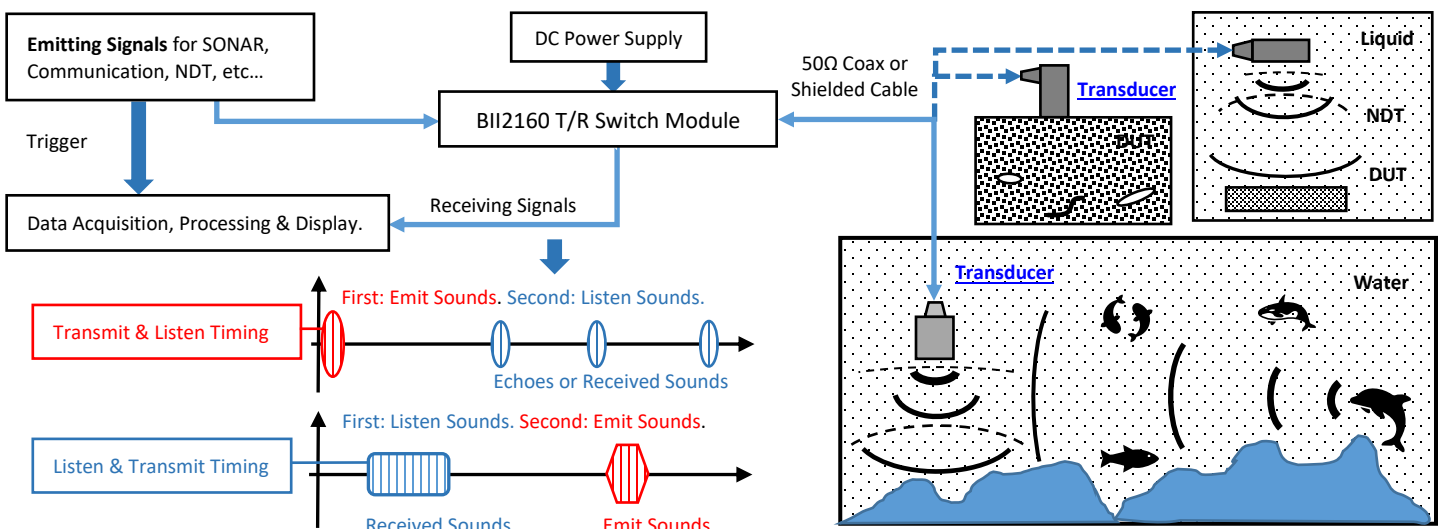 Emitting Signals for SONAR,
Communication, NDT, etc...
DC Power Supply
50Ω Coax or
Shielded Cable
BII2160 T/R Switch Module
Trigger
Receiving Signals
Data Acquisition, Processing & Display.
Transducer
DUT
Liquid
NDT
DUT
First: Emit Sounds. Second: Listen Sounds.
Transmit & Listen Timing
Echoes or Received Sounds
First: Listen Sounds. Second: Emit Sounds.
Listen & Transmit Timing
Received Sounds
Emit Sounds
Transducer
Water